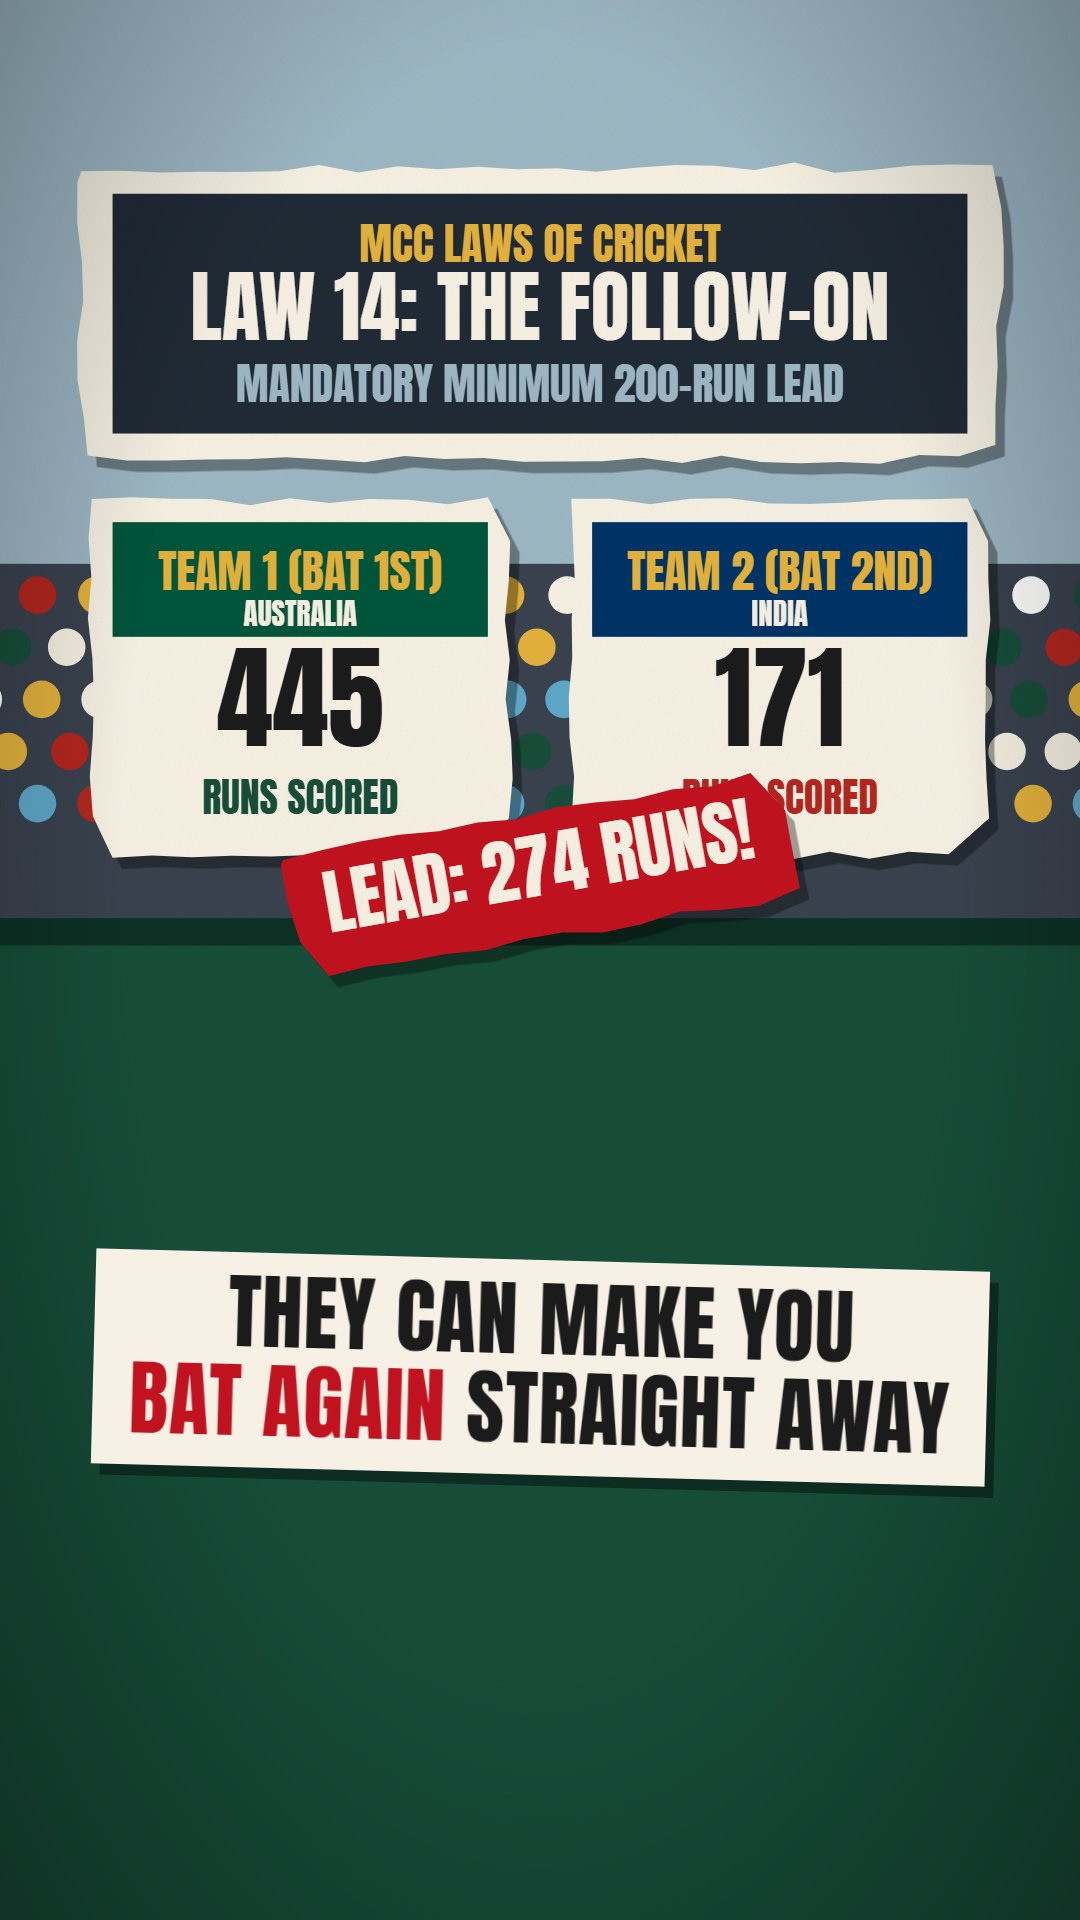 MCC LAWS OF CRICKET
LAW 14: THE FOLLOW-ON
MANDATORY MINIMUM 200-RUN LEAD
TEAM 1 (BAT 1ST)
AUSTRALIA
445
RUNS SCORED
TEAM 2 (BAT 2ND)
INDIA
171
RUNS SCORED
LEAD: 274 RUNS!
THEY CAN MAKE YOU
BAT AGAIN STRAIGHT AWAY